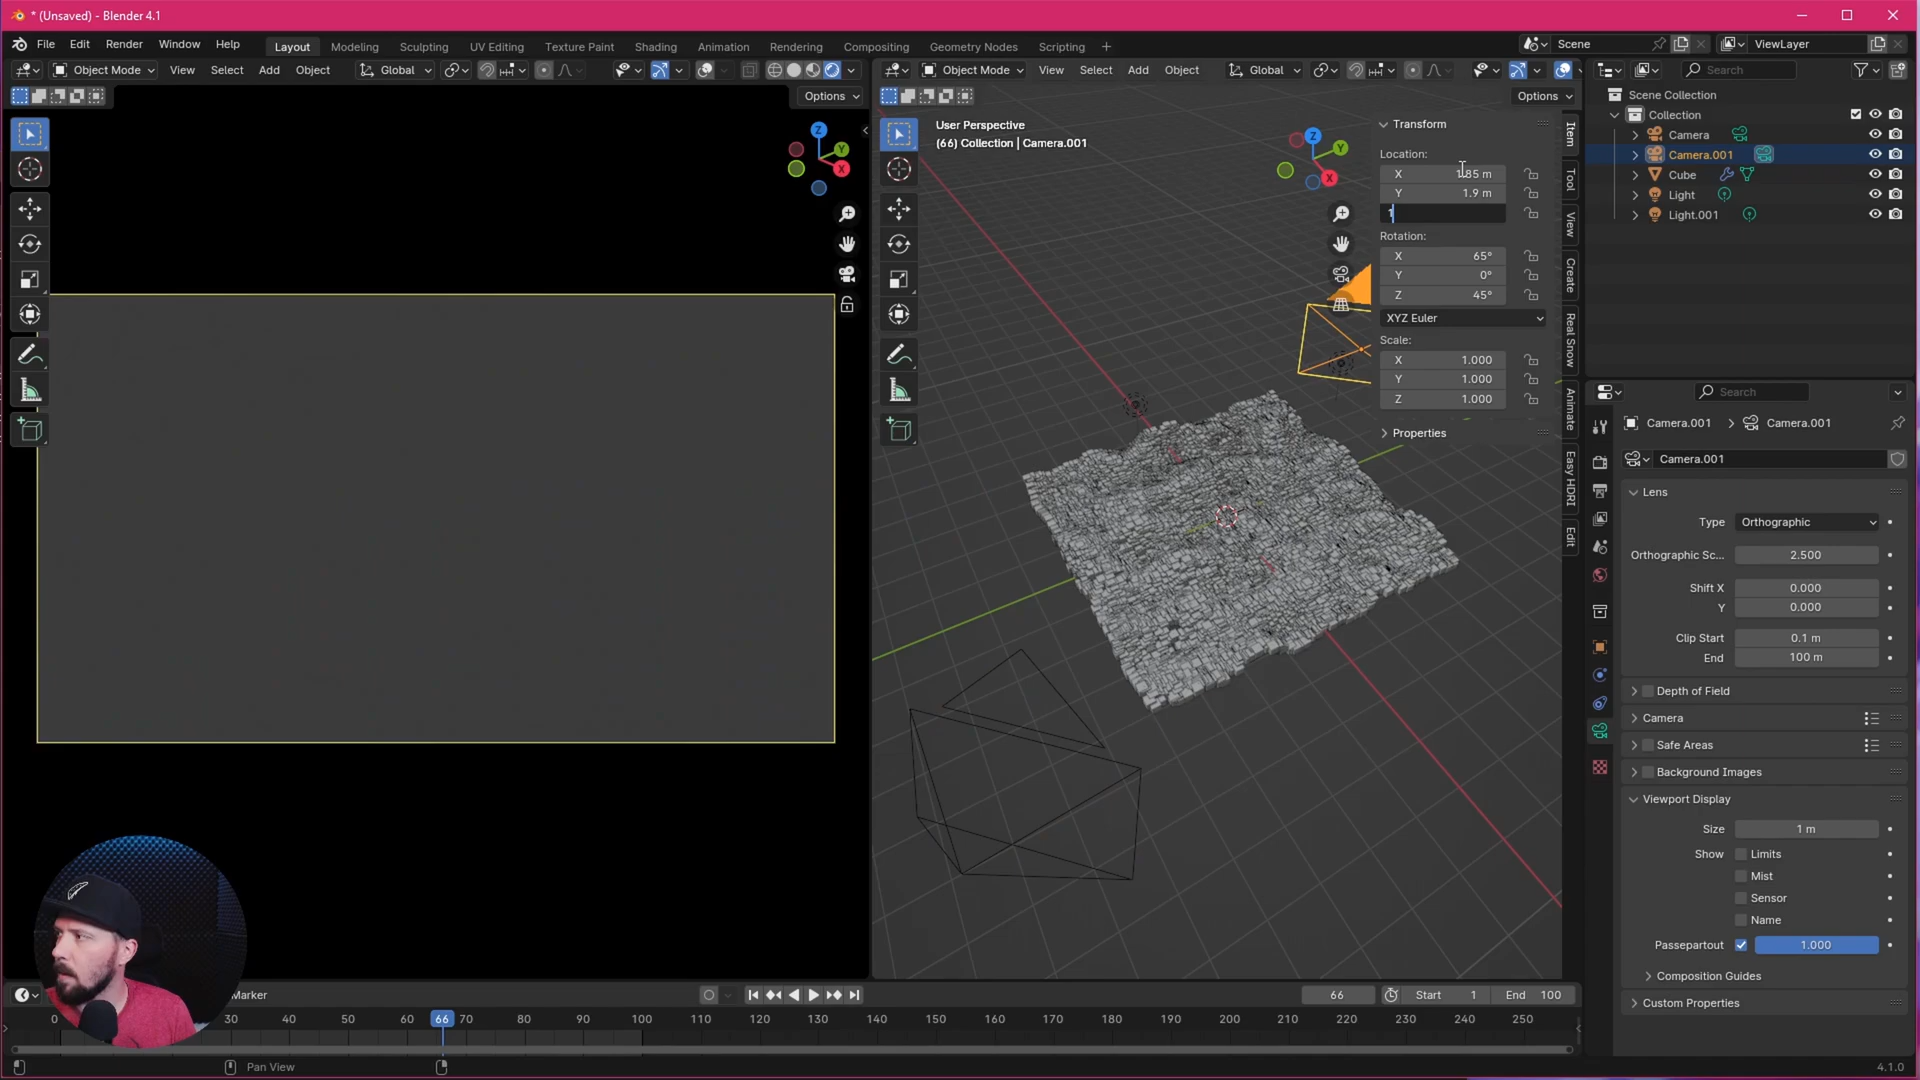 * (Unsaved) - Blender 4.1
File Edit Render Window Help
Layout Modeling Sculpting UV Editing Texture Paint Shading Animation Rendering Compositing Geometry Nodes Scripting +
Scene
ViewLayer
Object Mode View Select Add Object Global
Options
Z
Y
X
Object Mode View Select Add Object Global
Options
User Perspective
(66) Collection | Camera.001
Z
Y
X
Transform
Location:
X 1.85 m
Y 1.9 m
1
Rotation:
X 65°
Y 0°
Z 45°
XYZ Euler
Scale:
X 1.000
Y 1.000
Z 1.000
Properties
Item
Tool
View
Create
Real Snow
Animate
Easy HDRI
Edit
Search
Scene Collection
Collection
Camera
Camera.001
Cube
Light
Light.001
Search
Camera.001 > Camera.001
Camera.001
Lens
Type Orthographic
Orthographic Sc... 2.500
Shift X 0.000
Y 0.000
Clip Start 0.1 m
End 100 m
Depth of Field
Camera
Safe Areas
Background Images
Viewport Display
Size 1 m
Show Limits
Mist
Sensor
Name
Passepartout 1.000
Composition Guides
Custom Properties
Marker
66
Start 1
End 100
0 30 40 50 60 66 70 80 90 100 110 120 130 140 150 160 170 180 190 200 210 220 230 240 250
Pan View
4.1.0